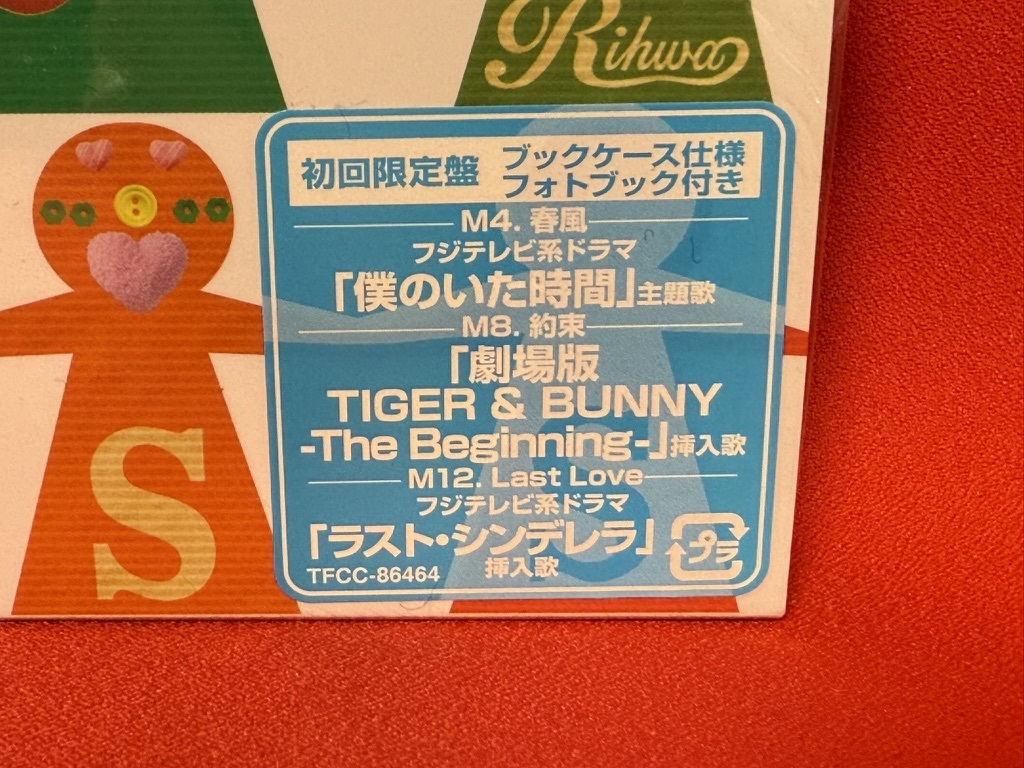 Rihwa
初回限定盤 ブックケース仕様
フォトブック付き
M4. 春風
フジテレビ系ドラマ
「僕のいた時間」主題歌
M8. 約束
「劇場版
TIGER & BUNNY
-The Beginning-」挿入歌
M12. Last Love
フジテレビ系ドラマ
「ラスト・シンデレラ」
挿入歌
TFCC-86464
プラ
S
S